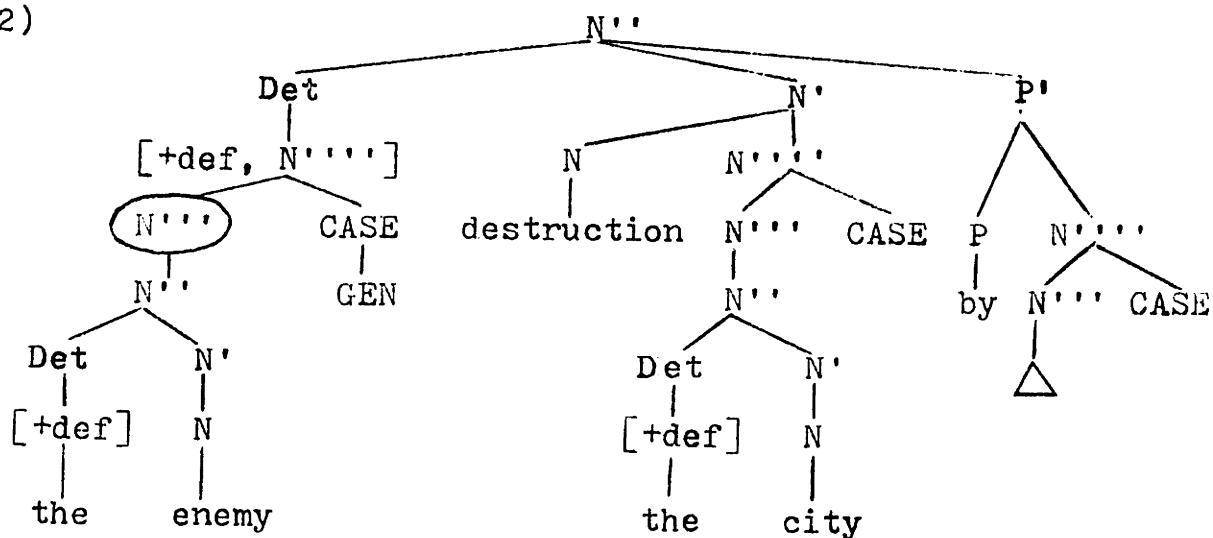 2)
N''
Det N' P'
[+def, N''''] N N''''
N''' CASE destruction N''' CASE P N''''
N'' GEN N'' by N''' CASE
Det N' Det N'
[+def] N [+def] N
the enemy the city